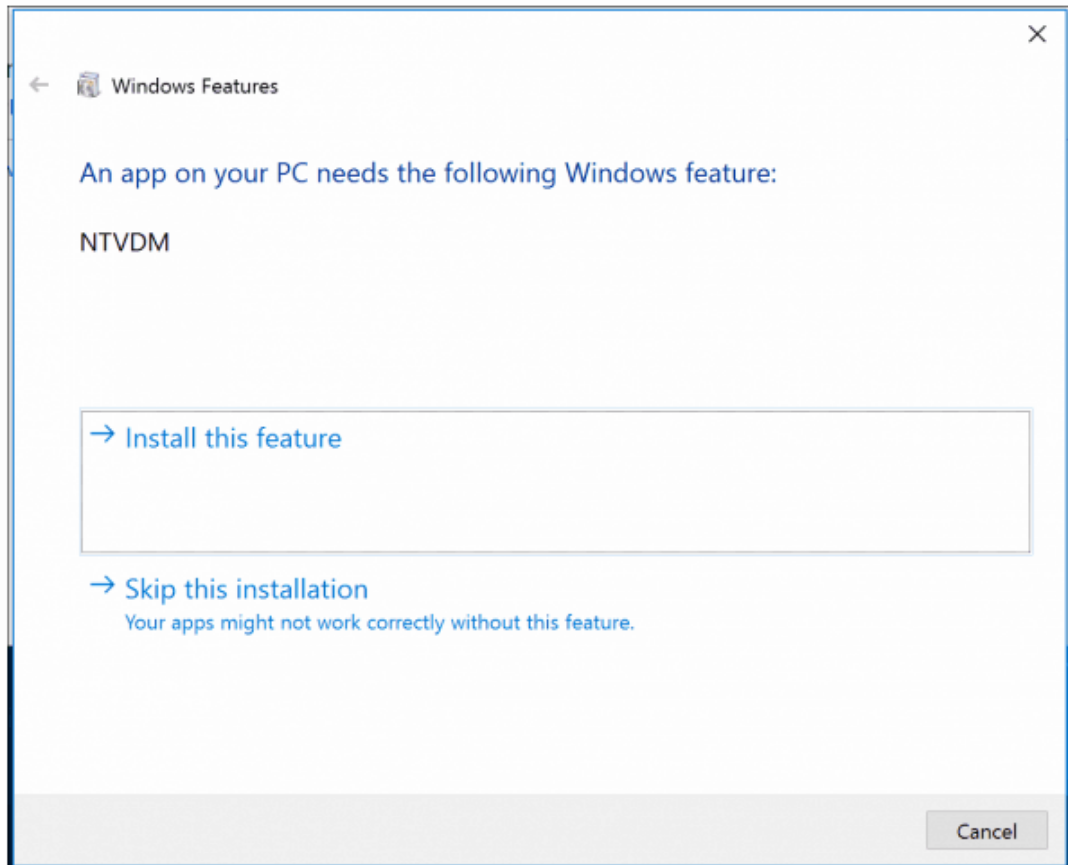 Windows Features
An app on your PC needs the following Windows feature:
NTVDM
Install this feature
Skip this installation
Your apps might not work correctly without this feature.
Cancel